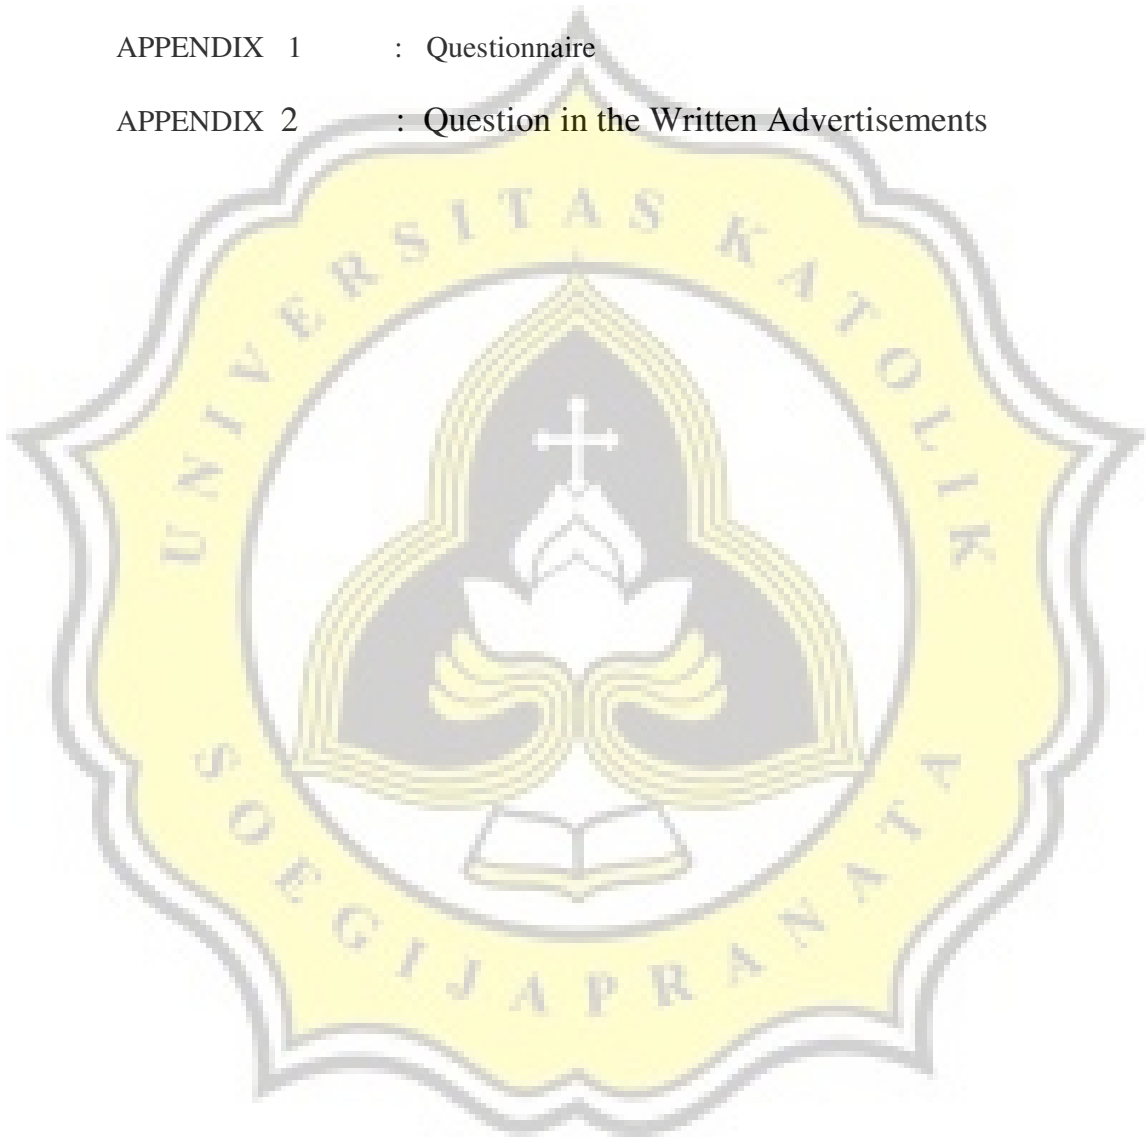 APPENDIX 1 : Questionnaire
APPENDIX 2 : Question in the Written Advertisements
UNIVERSITAS KATOLIK
SOEGIJAPRANATA